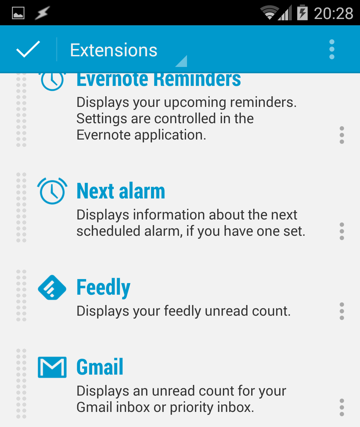 20:28
Extensions
Evernote Reminders
Displays your upcoming reminders.
Settings are controlled in the
Evernote application.
Next alarm
Displays information about the next
scheduled alarm, if you have one set.
Feedly
Displays your feedly unread count.
Gmail
Displays an unread count for your
Gmail inbox or priority inbox.